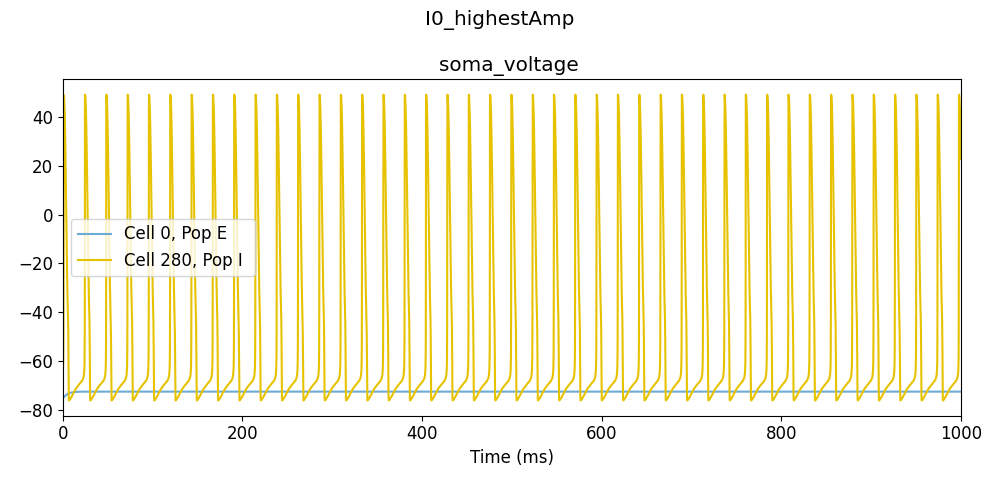 I0_highestAmp
soma_voltage
40
20
0
−20
−40
−60
−80
Cell 0, Pop E
Cell 280, Pop I
0 200 400 600 800 1000
Time (ms)